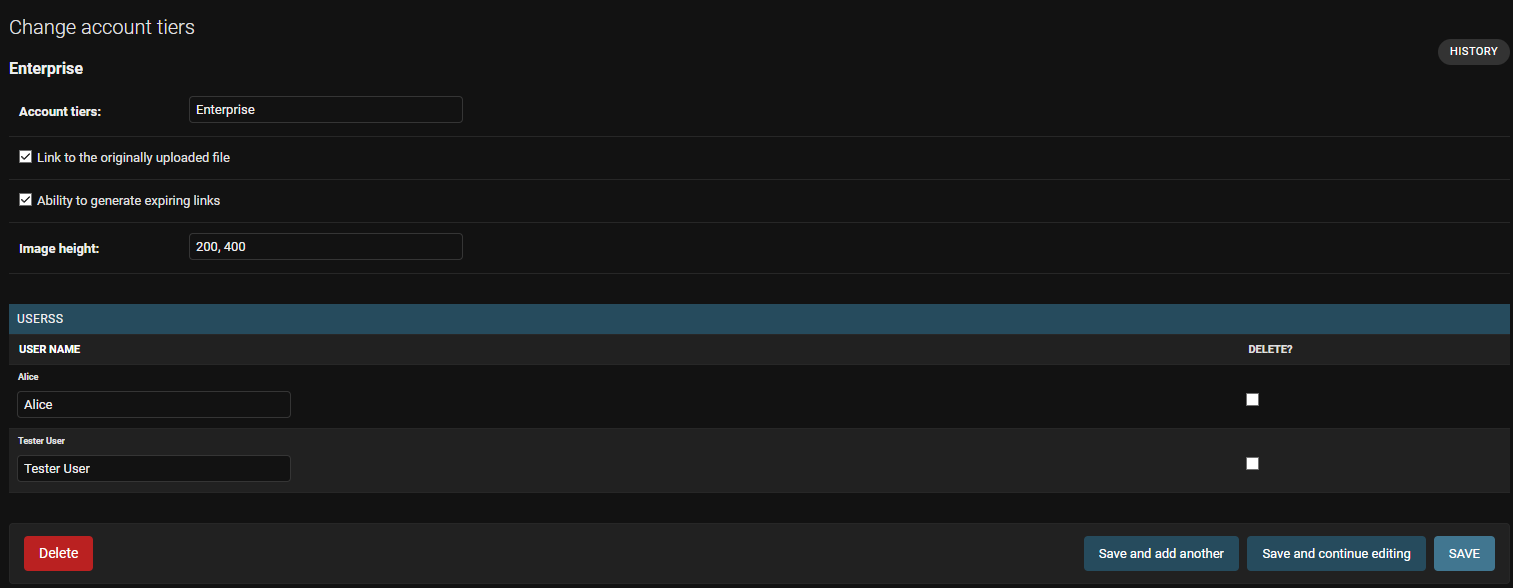 Change account tiers
HISTORY
Enterprise
Account tiers: Enterprise
Link to the originally uploaded file
Ability to generate expiring links
Image height: 200, 400
USERSS
USER NAME DELETE?
Alice
Alice
Tester User
Tester User
Delete Save and add another Save and continue editing SAVE